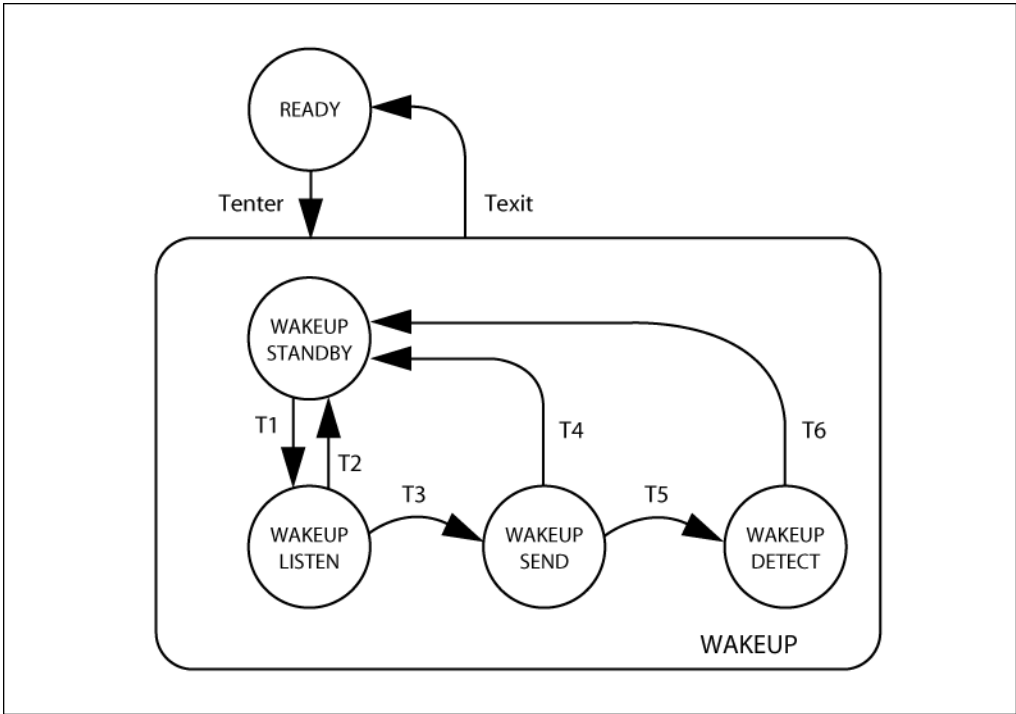 READY
Tenter
Texit
WAKEUP
STANDBY
T1
T2
T4
T6
T3
T5
WAKEUP
LISTEN
WAKEUP
SEND
WAKEUP
DETECT
WAKEUP